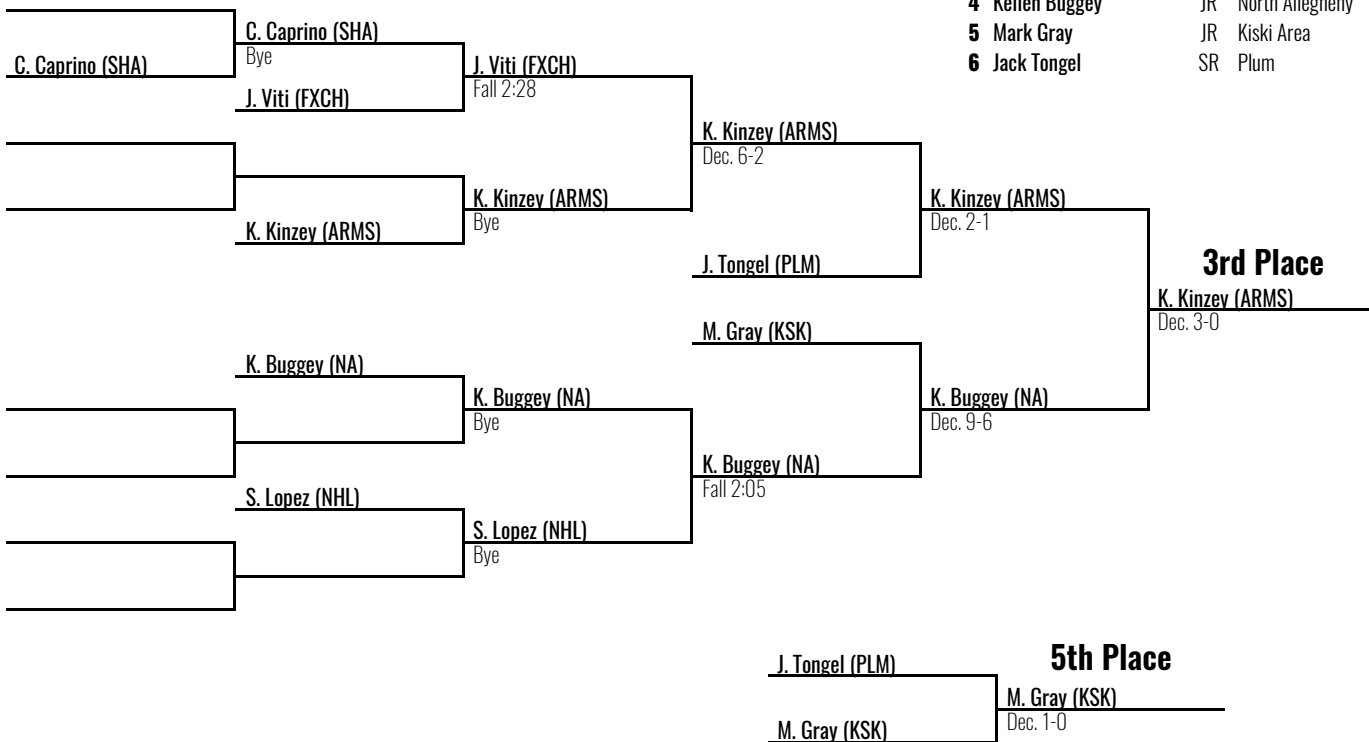 4 Kellen Buggey JR North Allegheny
5 Mark Gray JR Kiski Area
6 Jack Tongel SR Plum
C. Caprino (SHA)
C. Caprino (SHA)
Bye
J. Viti (FXCH)
J. Viti (FXCH)
Fall 2:28
K. Kinzey (ARMS)
K. Kinzey (ARMS)
Bye
K. Kinzey (ARMS)
Dec. 6-2
J. Tongel (PLM)
K. Kinzey (ARMS)
Dec. 2-1
3rd Place
K. Kinzey (ARMS)
Dec. 3-0
M. Gray (KSK)
K. Buggey (NA)
K. Buggey (NA)
Bye
K. Buggey (NA)
Dec. 9-6
K. Buggey (NA)
Fall 2:05
S. Lopez (NHL)
S. Lopez (NHL)
Bye
5th Place
J. Tongel (PLM)
M. Gray (KSK)
Dec. 1-0
M. Gray (KSK)